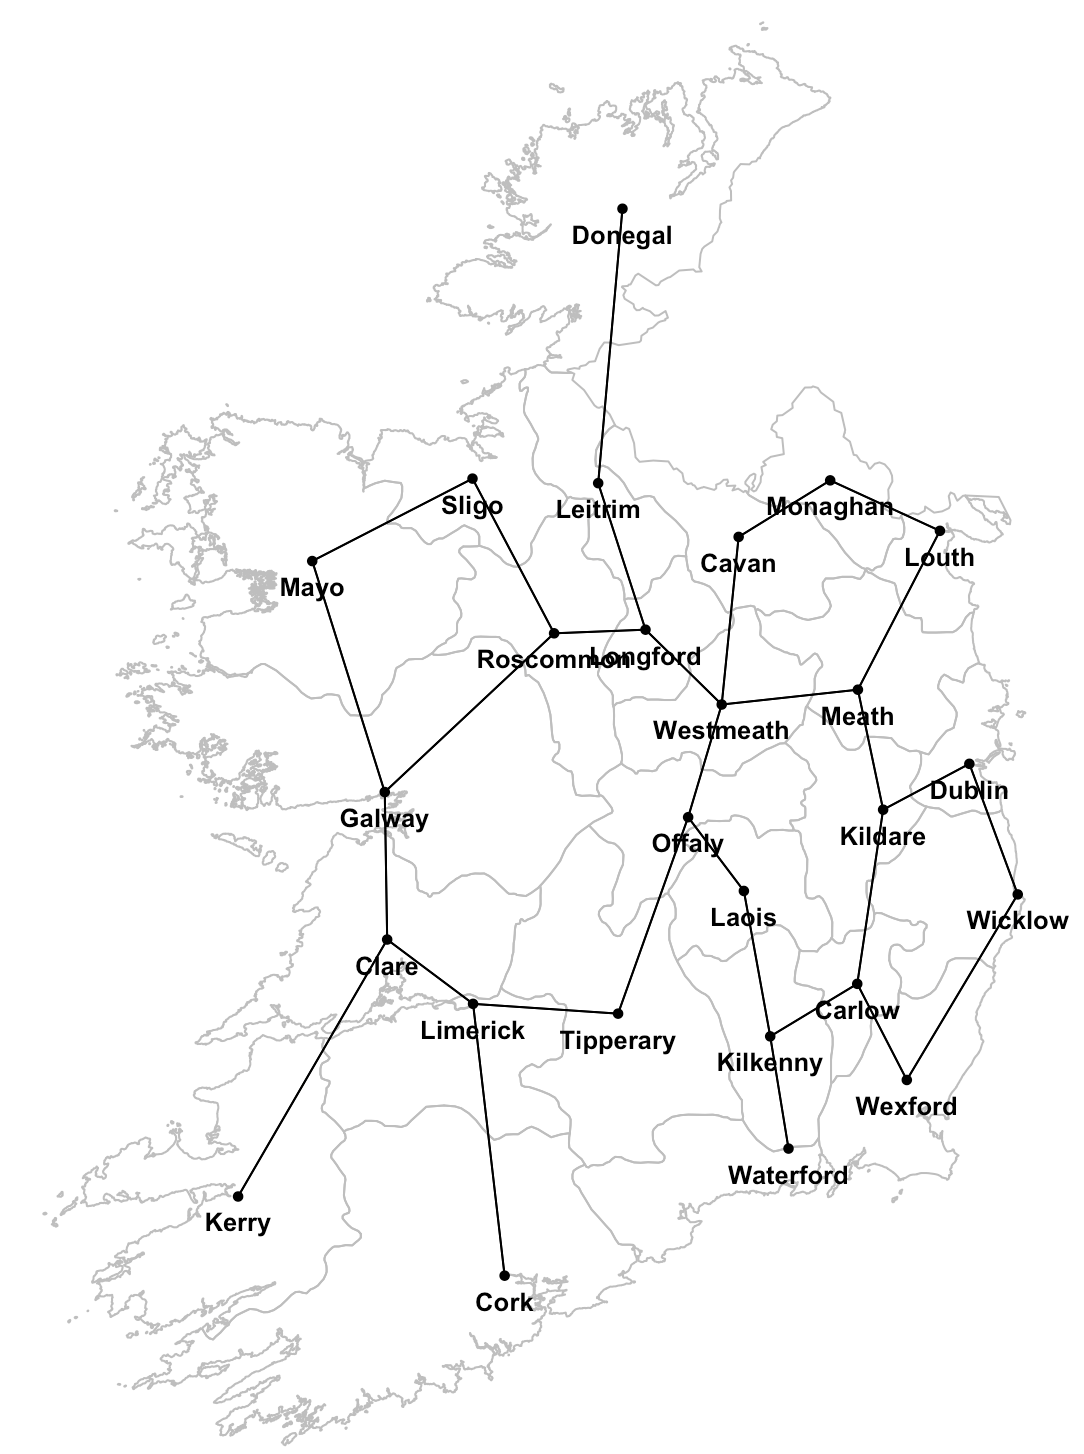 Donegal
Sligo
Leitrim
Monaghan
Cavan
Louth
Mayo
Roscommon
Longford
Westmeath
Meath
Galway
Dublin
Offaly
Kildare
Laois
Wicklow
Clare
Limerick
Tipperary
Carlow
Kilkenny
Wexford
Waterford
Kerry
Cork